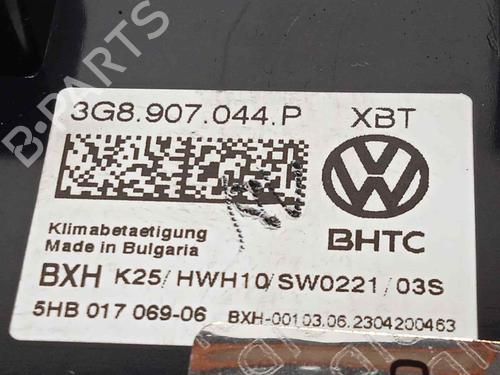 3G8.907.044.P XBT
Klimabetaetigung
Made in Bulgaria
BHTC
BXH K25/HWH10/SW0221/03S
5HB 017 069-06 BXH-00103.06.2304200463
B-PARTS